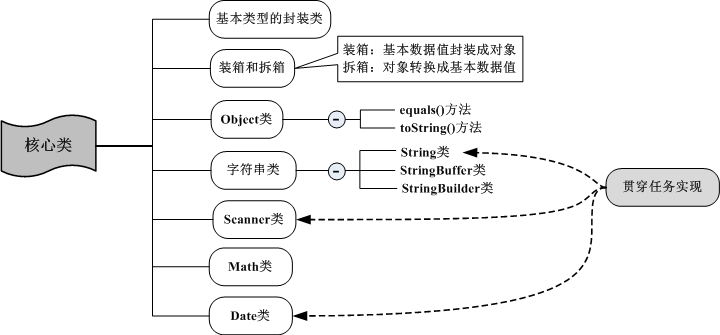 基本类型的封装类
装箱和拆箱
装箱：基本数据值封装成对象
拆箱：对象转换成基本数据值
核心类
Object类
equals()方法
toString()方法
字符串类
String类
StringBuffer类
StringBuilder类
贯穿任务实现
Scanner类
Math类
Date类